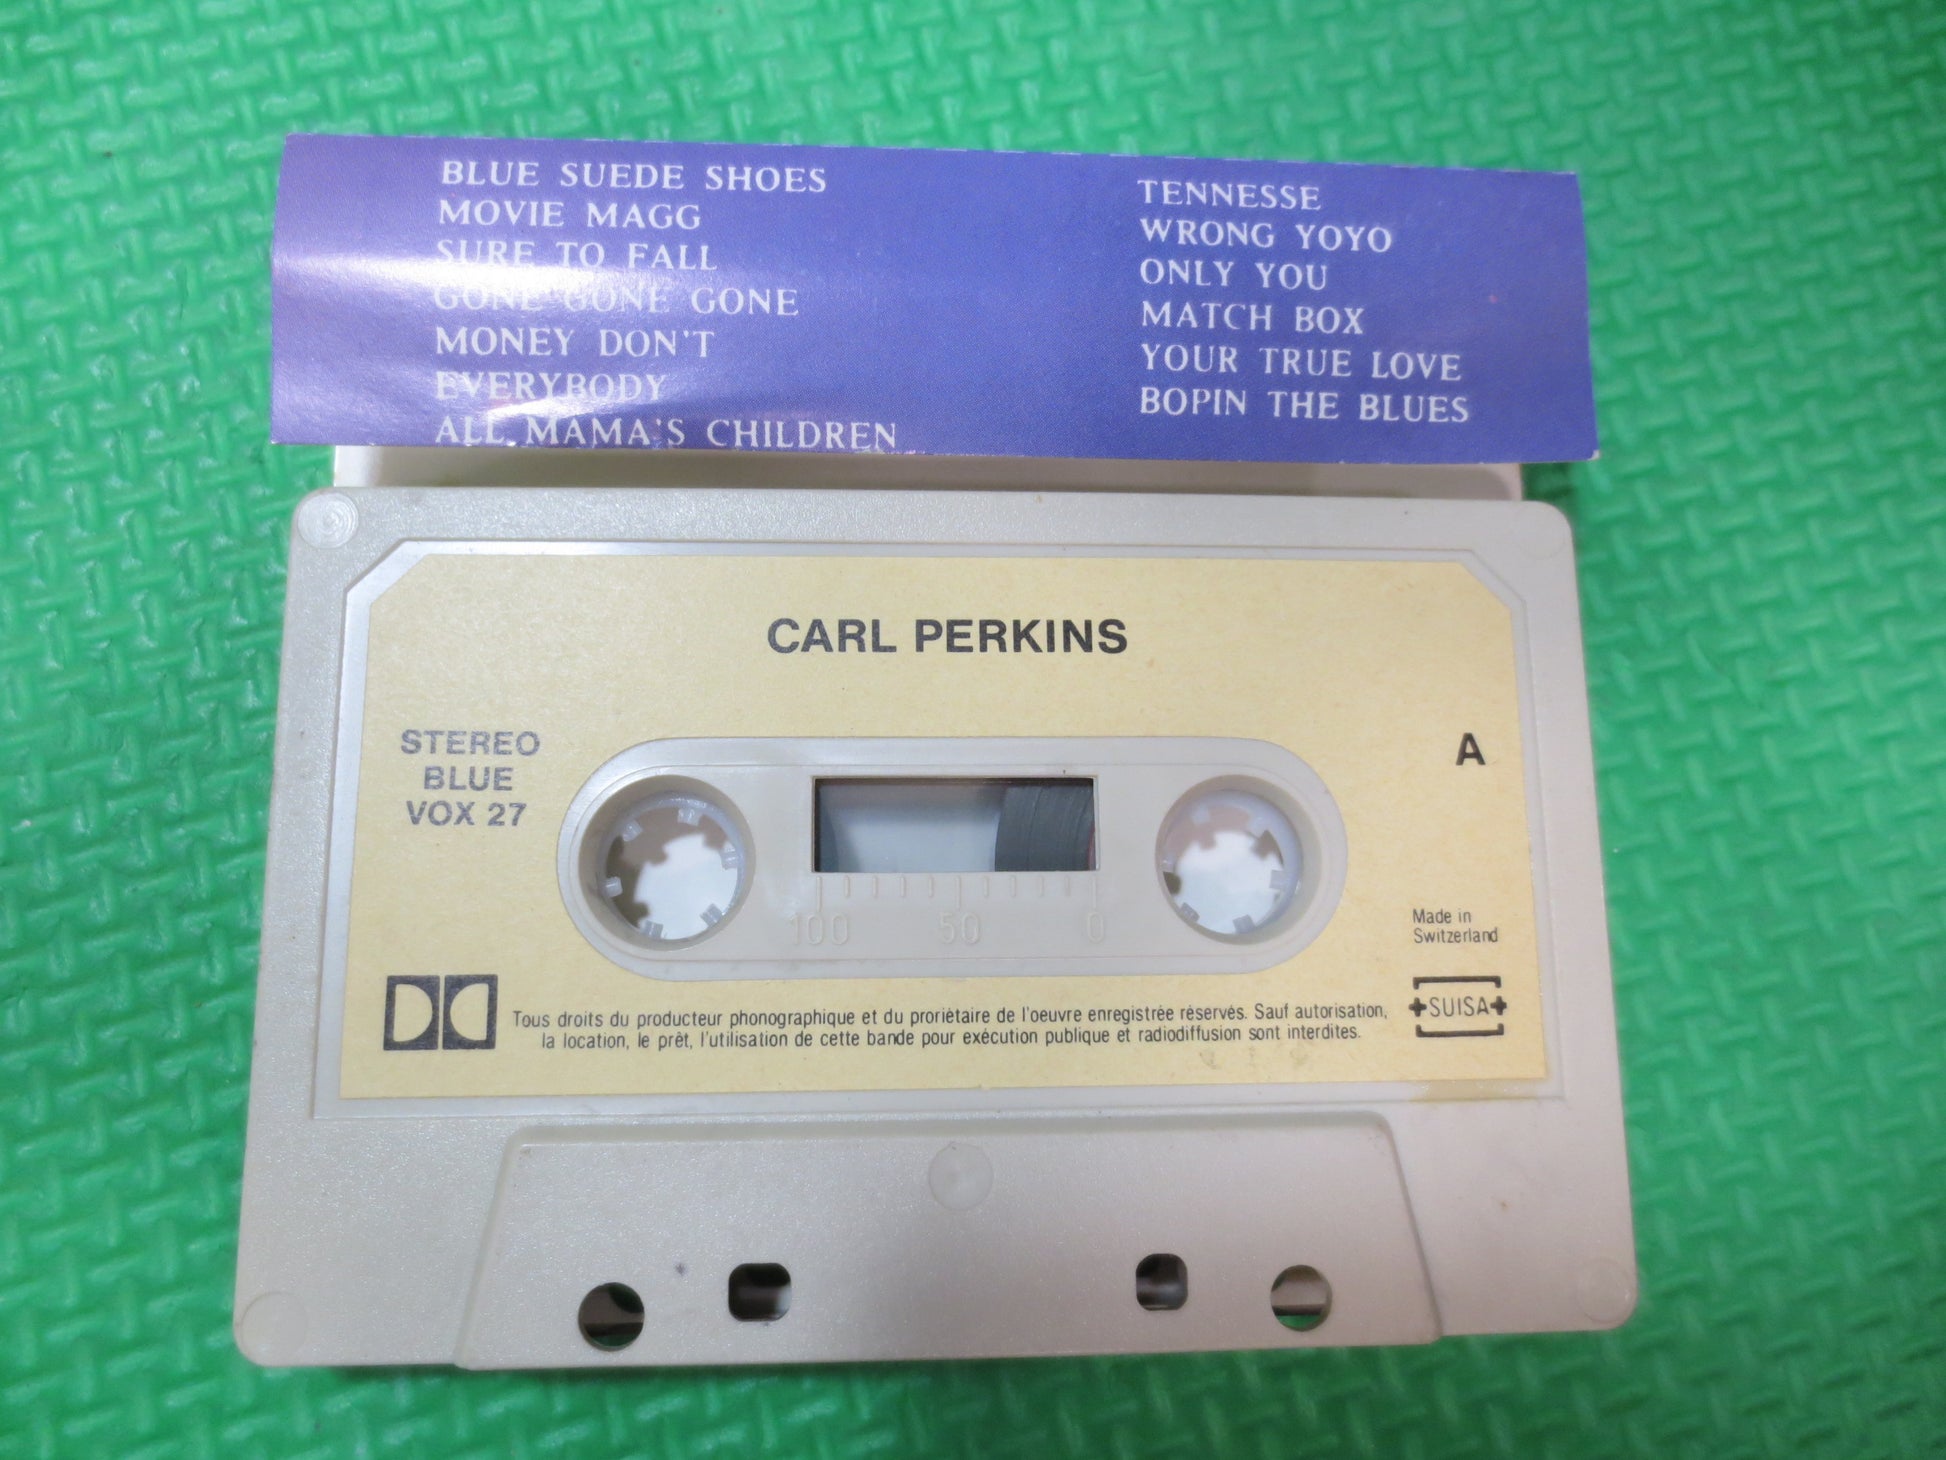 BLUE SUEDE SHOES
MOVIE MAGG
SURE TO FALL
GONE GONE GONE
MONEY DON'T
EVERYBODY
ALL MAMA'S CHILDREN
TENNESSE
WRONG YOYO
ONLY YOU
MATCH BOX
YOUR TRUE LOVE
BOPIN THE BLUES
CARL PERKINS
STEREO
BLUE
VOX 27
A
100 50 0
Made in
Switzerland
SUISA
Tous droits du producteur phonographique et du proriétaire de l'oeuvre enregistrée réservés. Sauf autorisation,
la location, le prêt, l'utilisation de cette bande pour exécution publique et radiodiffusion sont interdites.